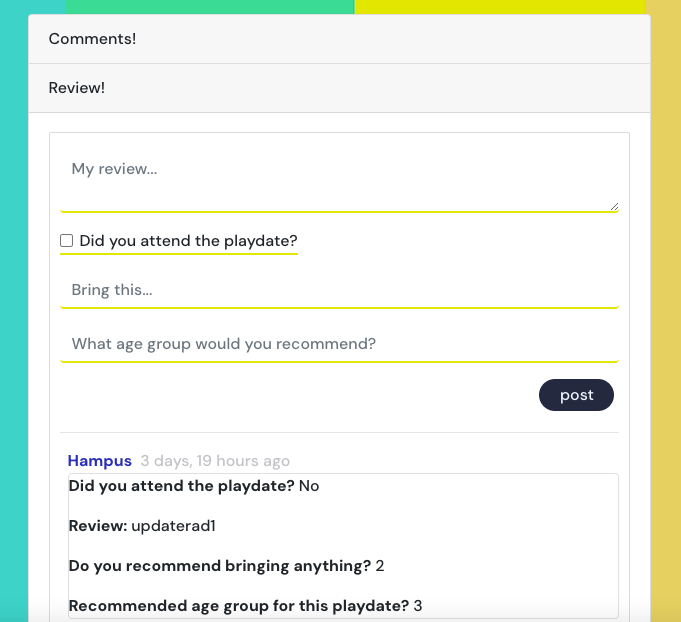 Comments!
Review!
My review...
Did you attend the playdate?
Bring this...
What age group would you recommend?
post
Hampus 3 days, 19 hours ago
Did you attend the playdate? No
Review: updaterad1
Do you recommend bringing anything? 2
Recommended age group for this playdate? 3